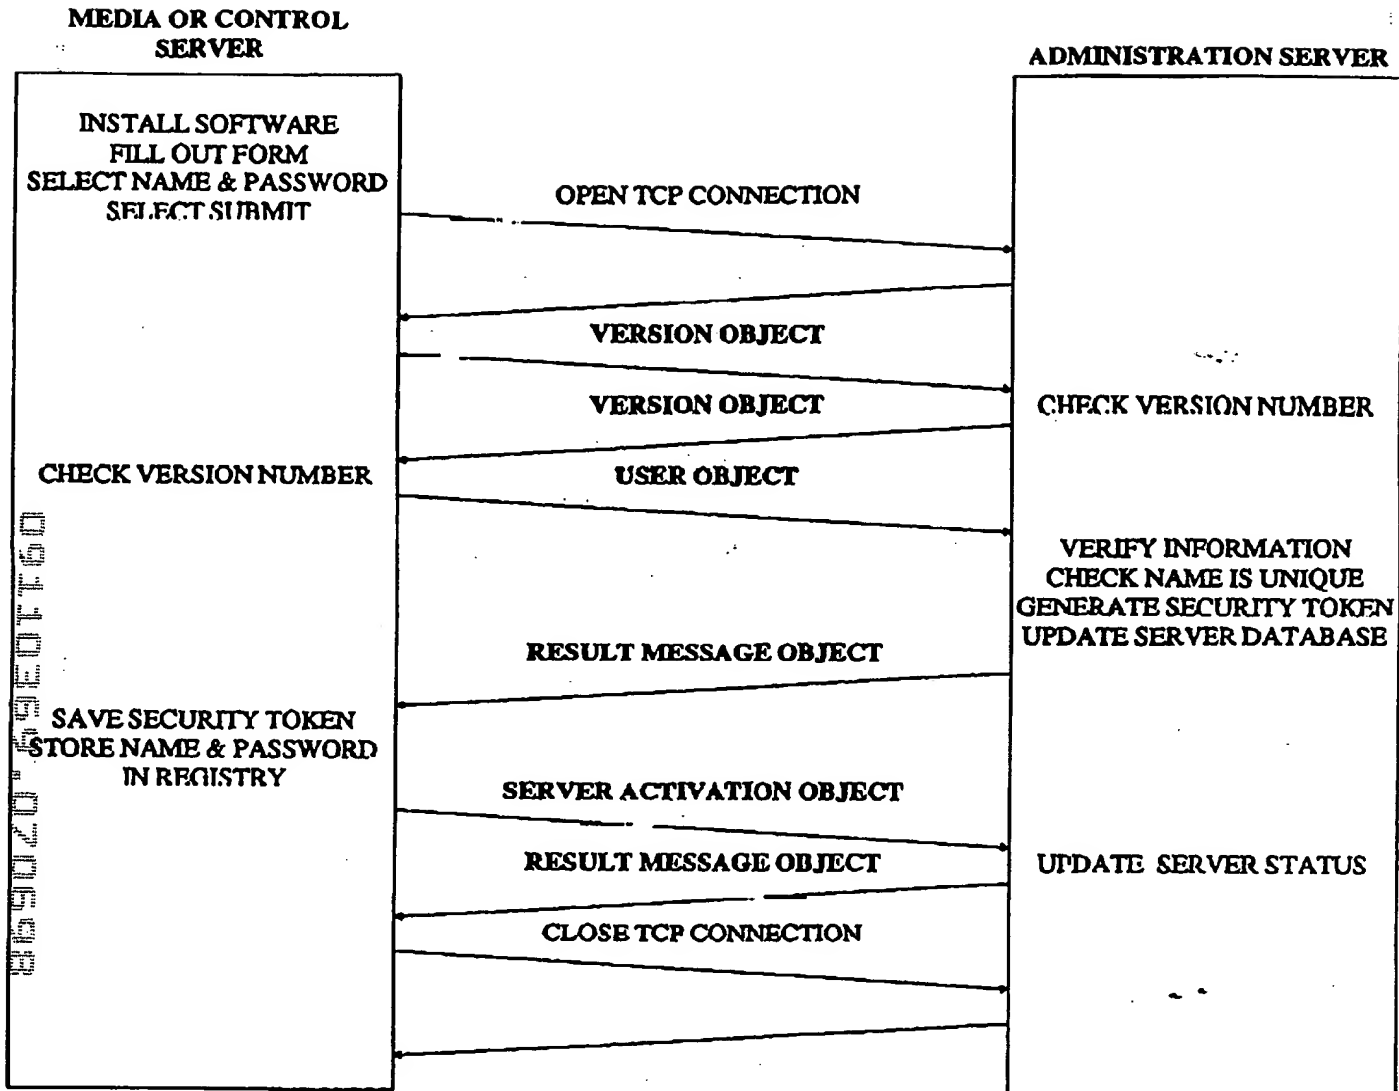 MEDIA OR CONTROL
SERVER
ADMINISTRATION SERVER
INSTALL SOFTWARE
FILL OUT FORM
SELECT NAME & PASSWORD
SELECT SUBMIT
OPEN TCP CONNECTION
VERSION OBJECT
VERSION OBJECT
CHECK VERSION NUMBER
CHECK VERSION NUMBER
USER OBJECT
VERIFY INFORMATION
CHECK NAME IS UNIQUE
GENERATE SECURITY TOKEN
UPDATE SERVER DATABASE
RESULT MESSAGE OBJECT
SAVE SECURITY TOKEN
STORE NAME & PASSWORD
IN REGISTRY
SERVER ACTIVATION OBJECT
RESULT MESSAGE OBJECT
UPDATE SERVER STATUS
CLOSE TCP CONNECTION
09110369.070698